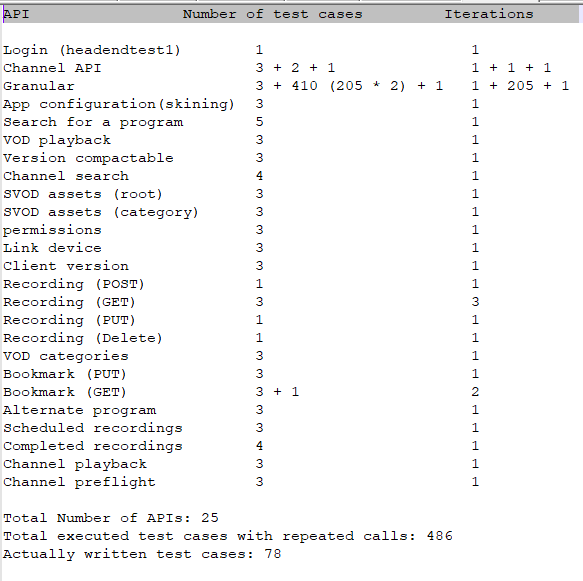 API Number of test cases Iterations
Login (headendtest1) 1 1
Channel API 3 + 2 + 1 1 + 1 + 1
Granular 3 + 410 (205 * 2) + 1 1 + 205 + 1
App configuration(skining) 3 1
Search for a program 5 1
VOD playback 3 1
Version compactable 3 1
Channel search 4 1
SVOD assets (root) 3 1
SVOD assets (category) 3 1
permissions 3 1
Link device 3 1
Client version 3 1
Recording (POST) 1 1
Recording (GET) 3 3
Recording (PUT) 1 1
Recording (Delete) 1 1
VOD categories 3 1
Bookmark (PUT) 3 1
Bookmark (GET) 3 + 1 2
Alternate program 3 1
Scheduled recordings 3 1
Completed recordings 4 1
Channel playback 3 1
Channel preflight 3 1
Total Number of APIs: 25
Total executed test cases with repeated calls: 486
Actually written test cases: 78